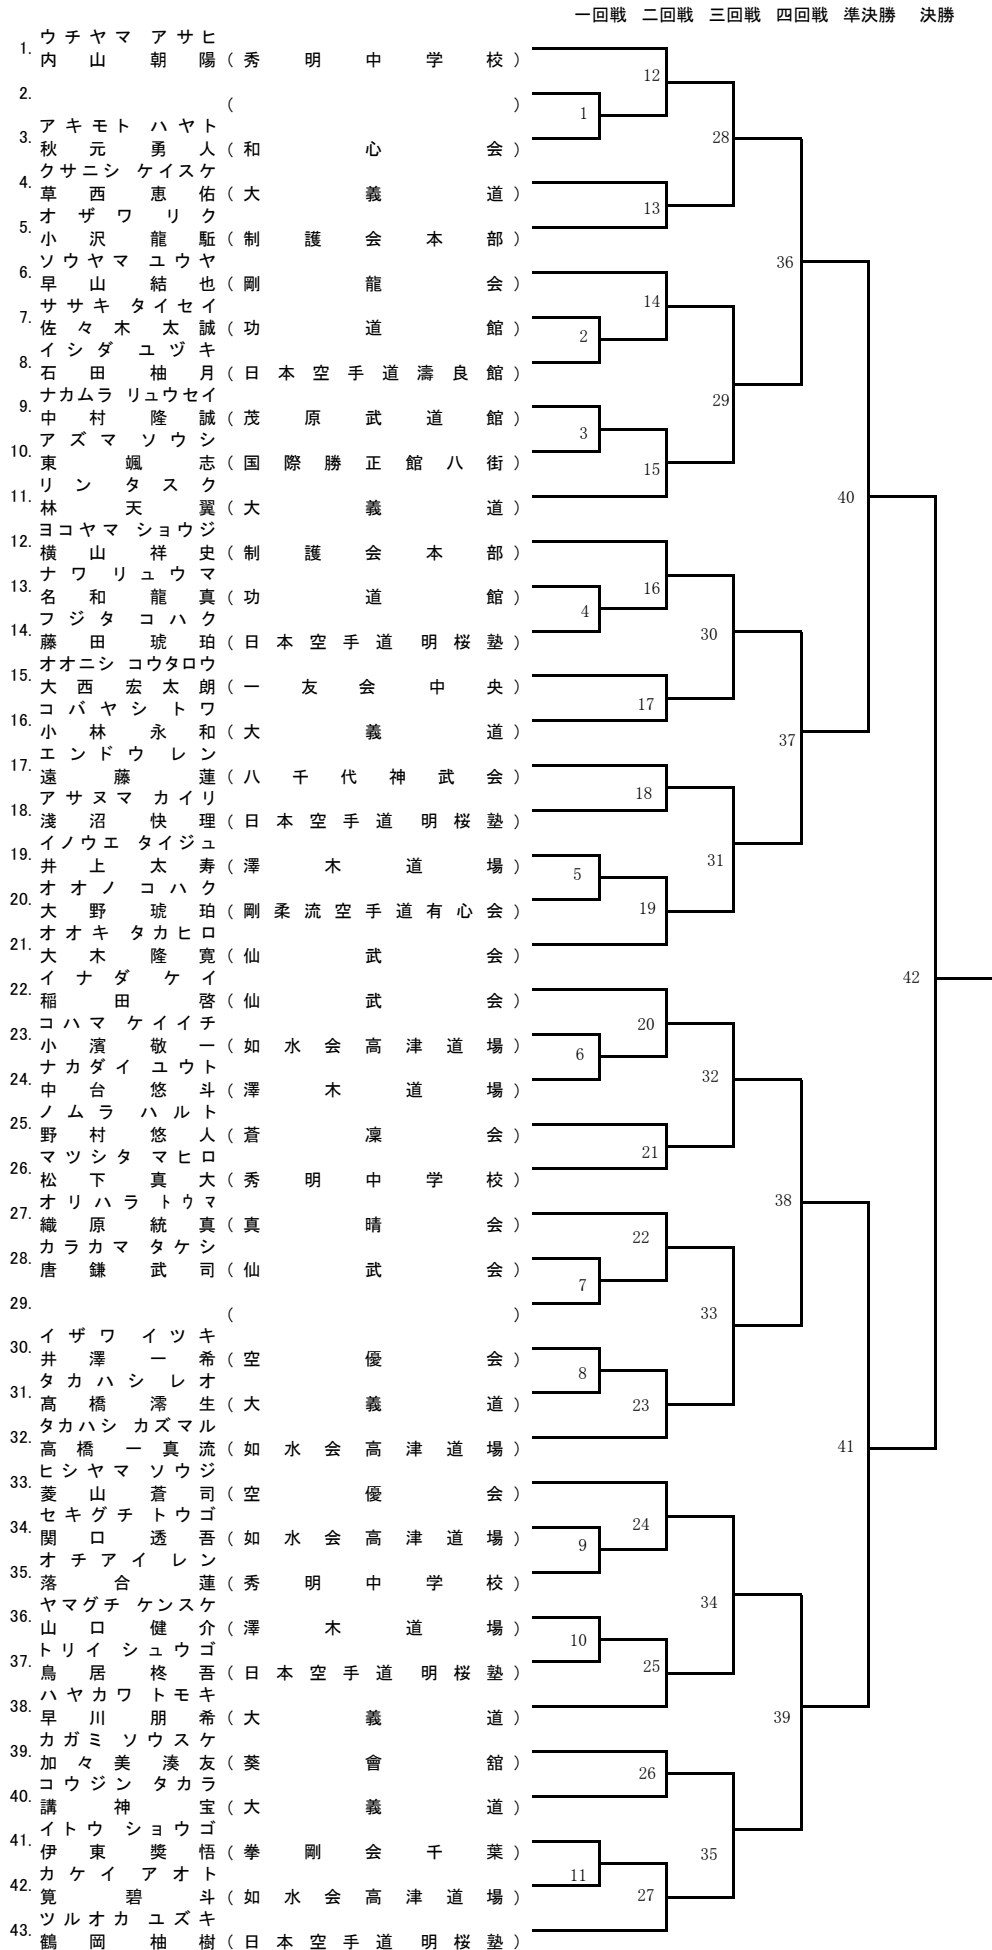 一回戦 二回戦 三回戦 四回戦 準決勝 決勝
ウチヤマ アサヒ
1. 内山 朝陽 (秀明中学校)
2. ( )
アキモト ハヤト
3. 秋元 勇人 (和心会)
クサニシ ケイスケ
4. 草西 恵佑 (大義道)
オザワ リク
5. 小沢 龍駈 (制護会本部)
ソウヤマ ユウヤ
6. 早山 結也 (剛龍会)
ササキ タイセイ
7. 佐々木 太誠 (功道館)
イシダ ユヅキ
8. 石田 柚月 (日本空手道濤良館)
ナカムラ リュウセイ
9. 中村 隆誠 (茂原武道館)
アズマ ソウシ
10. 東 颯志 (国際勝正館八街)
リン タスク
11. 林 天翼 (大義道)
ヨコヤマ ショウジ
12. 横山 祥史 (制護会本部)
ナワ リュウマ
13. 名和 龍真 (功道館)
フジタ コハク
14. 藤田 琥珀 (日本空手道 明桜塾)
オオニシ コウタロウ
15. 大西 宏太朗 (一友会中央)
コバヤシ トワ
16. 小林 永和 (大義道)
エンドウ レン
17. 遠藤 蓮 (八千代神武会)
アサヌマ カイリ
18. 淺沼 快理 (日本空手道 明桜塾)
イノウエ タイジュ
19. 井上 太寿 (澤木道場)
オオノ コハク
20. 大野 琥珀 (剛柔流空手道有心会)
オオキ タカヒロ
21. 大木 隆寛 (仙武会)
イナダ ケイ
22. 稲田 啓 (仙武会)
コハマ ケイイチ
23. 小濱 敬一 (如水会高津道場)
ナカダイ ユウト
24. 中台 悠斗 (澤木道場)
ノムラ ハルト
25. 野村 悠人 (蒼凜会)
マツシタ マヒロ
26. 松下 真大 (秀明中学校)
オリハラ トウマ
27. 織原 統真 (真晴会)
カラカマ タケシ
28. 唐鎌 武司 (仙武会)
29. ( )
イザワ イツキ
30. 井澤 一希 (空優会)
タカハシ レオ
31. 髙橋 澪生 (大義道)
タカハシ カズマル
32. 高橋 一真流 (如水会高津道場)
ヒシヤマ ソウジ
33. 菱山 蒼司 (空優会)
セキグチ トウゴ
34. 関口 透吾 (如水会高津道場)
オチアイ レン
35. 落合 蓮 (秀明中学校)
ヤマグチ ケンスケ
36. 山口 健介 (澤木道場)
トリイ シュウゴ
37. 鳥居 柊吾 (日本空手道 明桜塾)
ハヤカワ トモキ
38. 早川 朋希 (大義道)
カガミ ソウスケ
39. 加々美 湊友 (葵會舘)
コウジン タカラ
40. 講神 宝 (大義道)
イトウ ショウゴ
41. 伊東 奬悟 (拳剛会千葉)
カケイ アオト
42. 筧 碧斗 (如水会高津道場)
ツルオカ ユズキ
43. 鶴岡 柚樹 (日本空手道 明桜塾)
1
2
3
4
5
6
7
8
9
10
11
12
13
14
15
16
17
18
19
20
21
22
23
24
25
26
27
28
29
30
31
32
33
34
35
36
37
38
39
40
41
42